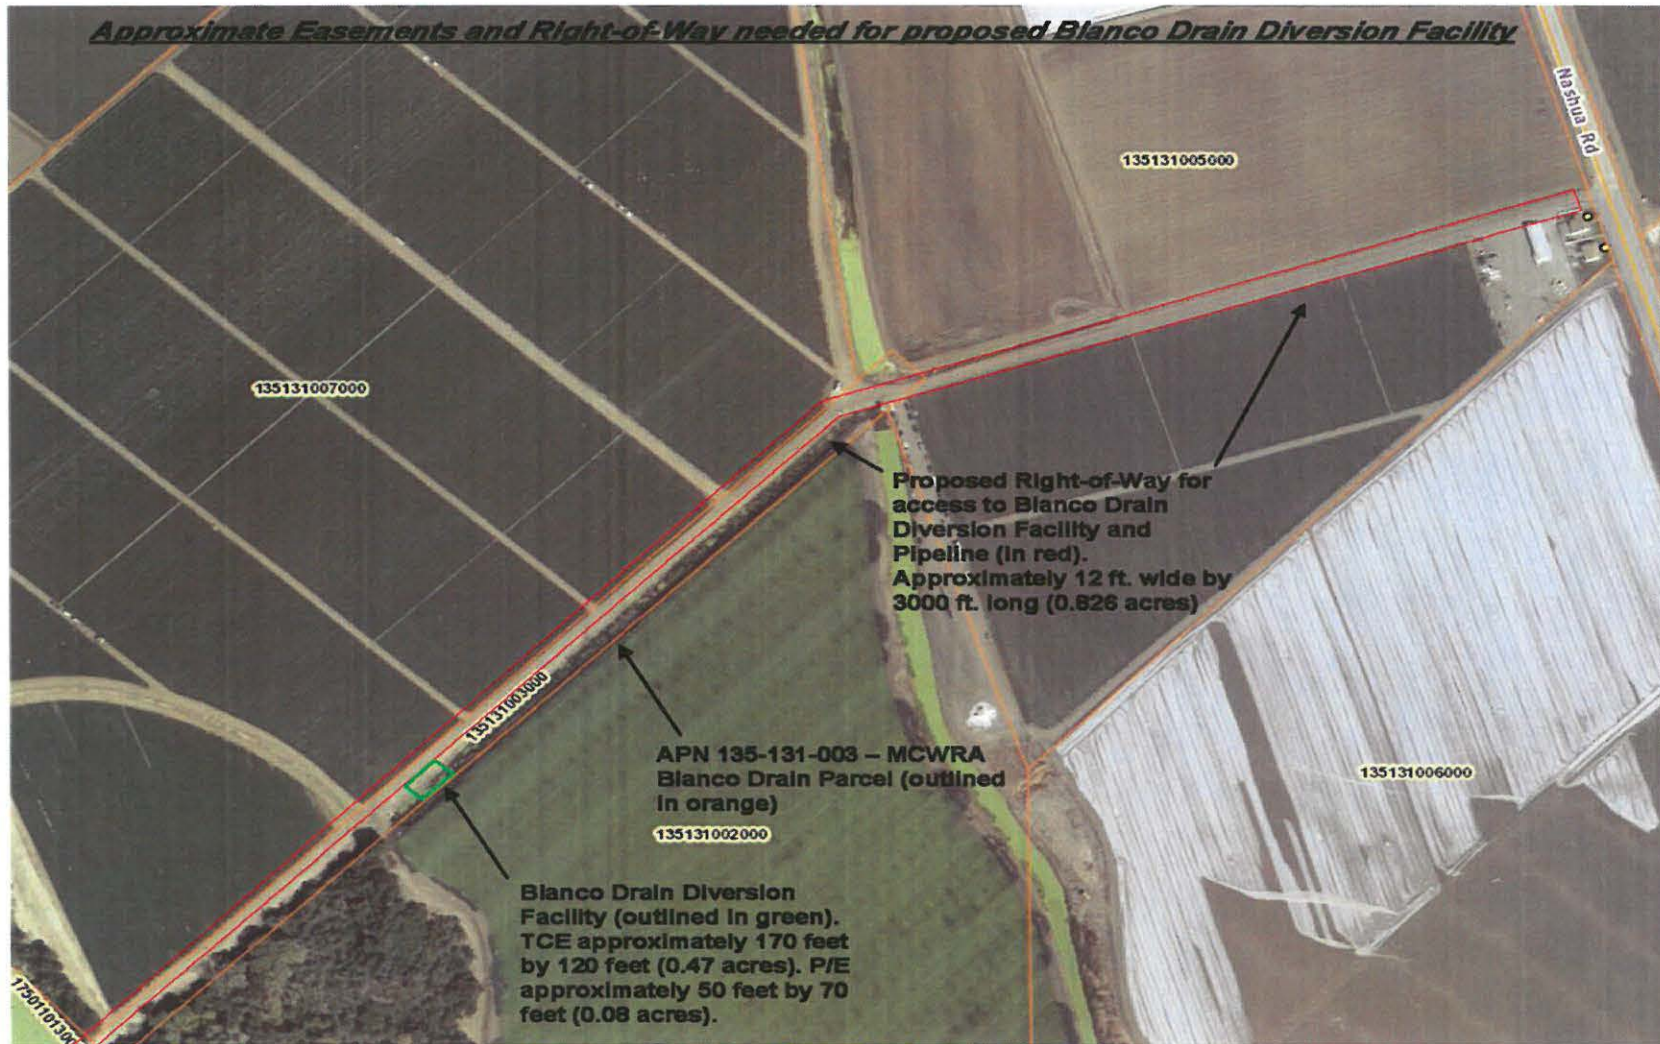 Approximate Easements and Right-of-Way needed for proposed Blanco Drain Diversion Facility
Nashua Rd
135131005000
135131007000
Proposed Right-of-Way for
access to Blanco Drain
Diversion Facility and
Pipeline (in red).
Approximately 12 ft. wide by
3000 ft. long (0.826 acres)
135131003000
APN 135-131-003 – MCWRA
Blanco Drain Parcel (outlined
in orange)
135131006000
135131002000
Blanco Drain Diversion
Facility (outlined in green).
TCE approximately 170 feet
by 120 feet (0.47 acres). P/E
approximately 50 feet by 70
feet (0.08 acres).